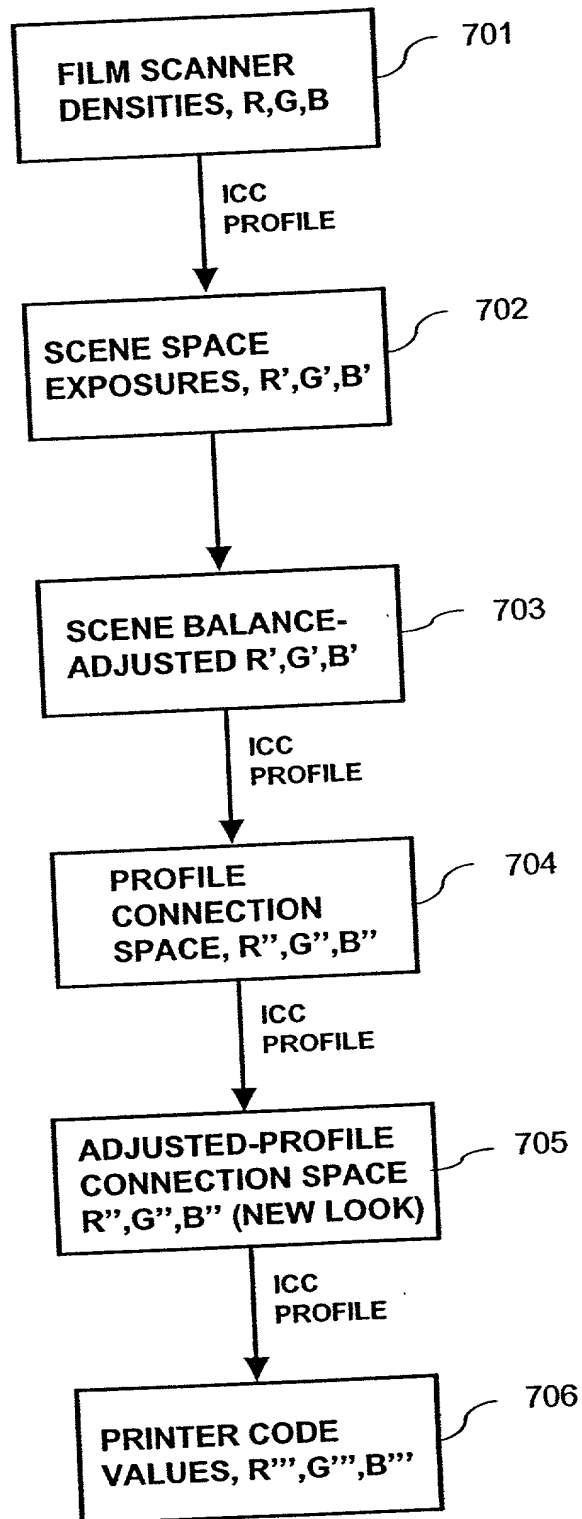 701
FILM SCANNER
DENSITIES, R,G,B
ICC
PROFILE
702
SCENE SPACE
EXPOSURES, R’,G’,B’
703
SCENE BALANCE-
ADJUSTED R’,G’,B’
ICC
PROFILE
704
PROFILE
CONNECTION
SPACE, R’’,G’’,B’’
ICC
PROFILE
705
ADJUSTED-PROFILE
CONNECTION SPACE
R’’,G’’,B’’ (NEW LOOK)
ICC
PROFILE
706
PRINTER CODE
VALUES, R’’’,G’’’,B’’’